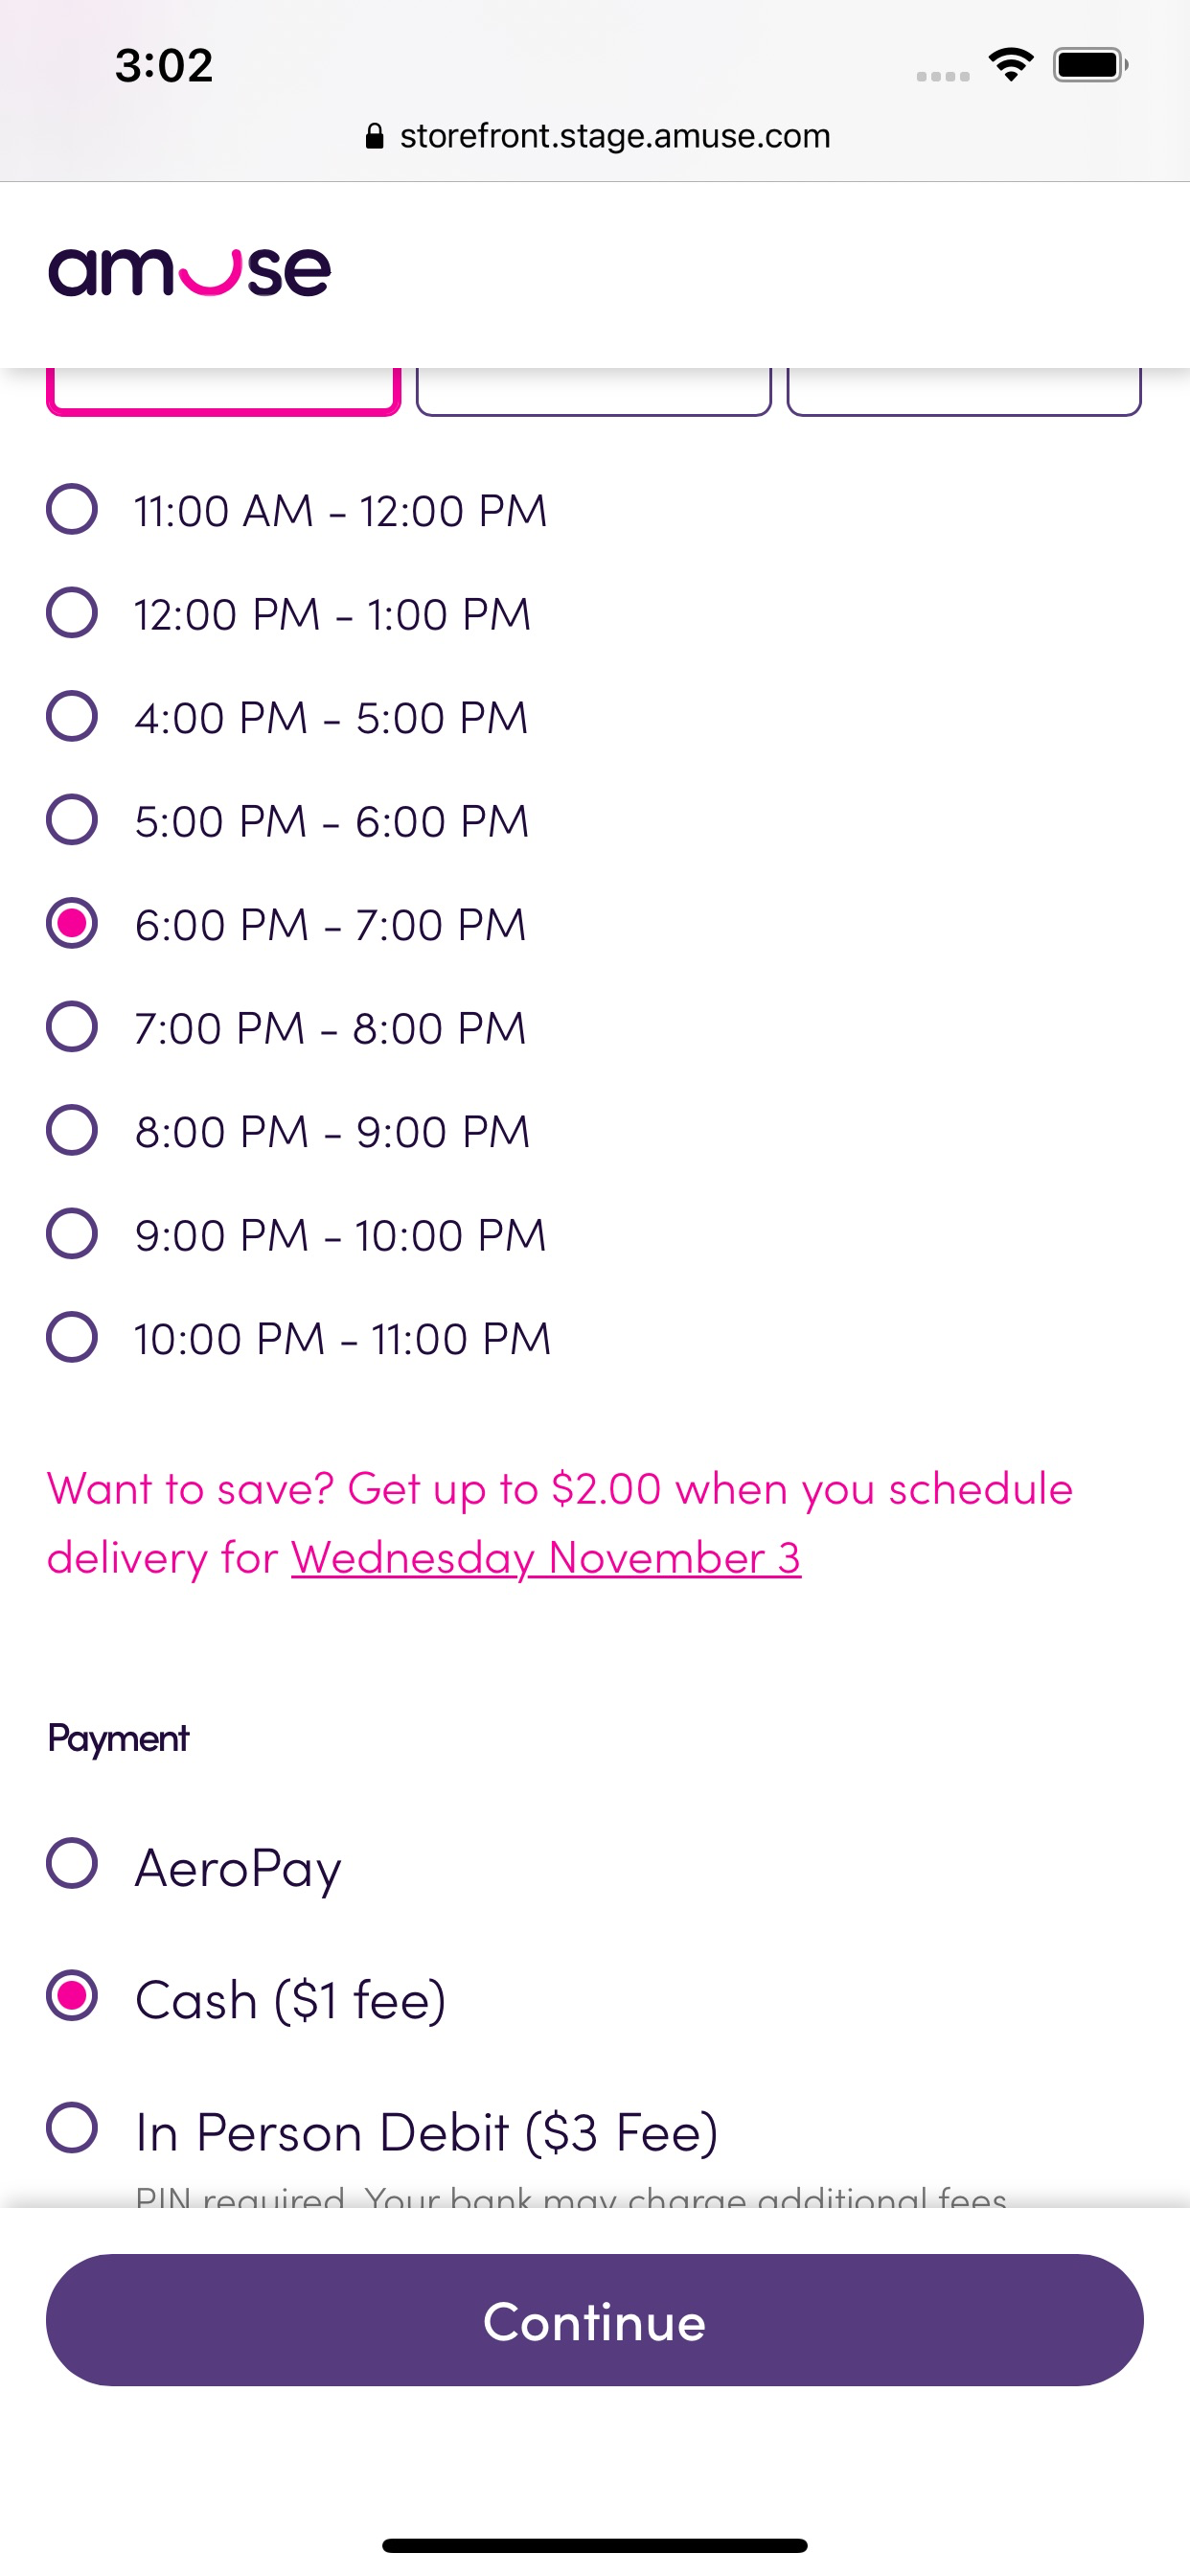 3:02
storefront.stage.amuse.com
amuse
11:00 AM - 12:00 PM
12:00 PM - 1:00 PM
4:00 PM - 5:00 PM
5:00 PM - 6:00 PM
6:00 PM - 7:00 PM
7:00 PM - 8:00 PM
8:00 PM - 9:00 PM
9:00 PM - 10:00 PM
10:00 PM - 11:00 PM
Want to save? Get up to $2.00 when you schedule
delivery for Wednesday November 3
Payment
AeroPay
Cash ($1 fee)
In Person Debit ($3 Fee)
PIN required. Your bank may charge additional fees
Continue